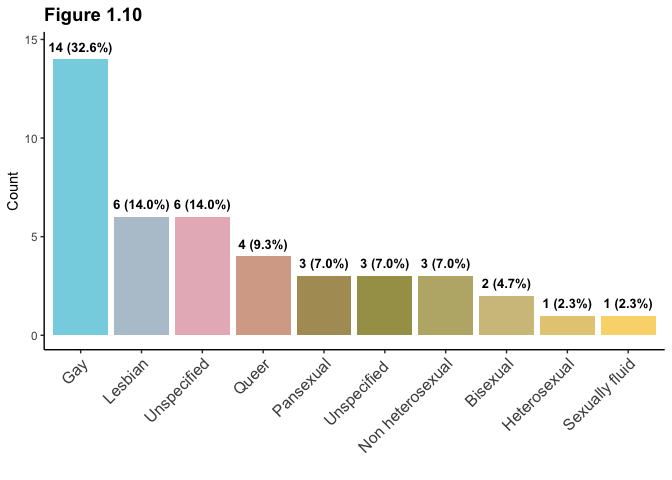 Figure 1.10
15
10
5
0
Count
14 (32.6%)
6 (14.0%)
6 (14.0%)
4 (9.3%)
3 (7.0%)
3 (7.0%)
3 (7.0%)
2 (4.7%)
1 (2.3%)
1 (2.3%)
Gay
Lesbian
Unspecified
Queer
Pansexual
Unspecified
Non heterosexual
Bisexual
Heterosexual
Sexually fluid